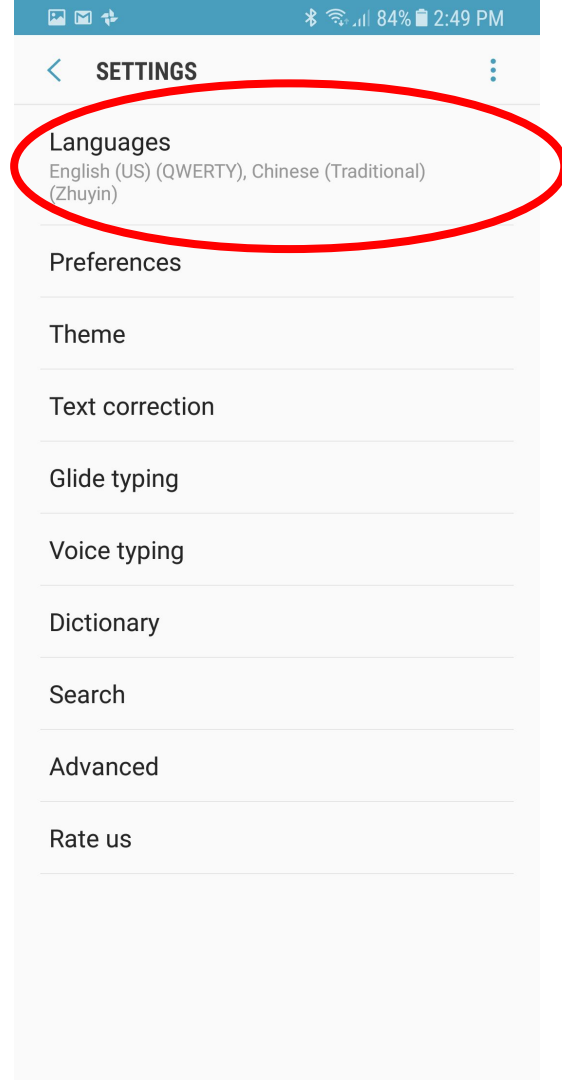 84% 2:49 PM
SETTINGS
Languages
English (US) (QWERTY), Chinese (Traditional)
(Zhuyin)
Preferences
Theme
Text correction
Glide typing
Voice typing
Dictionary
Search
Advanced
Rate us